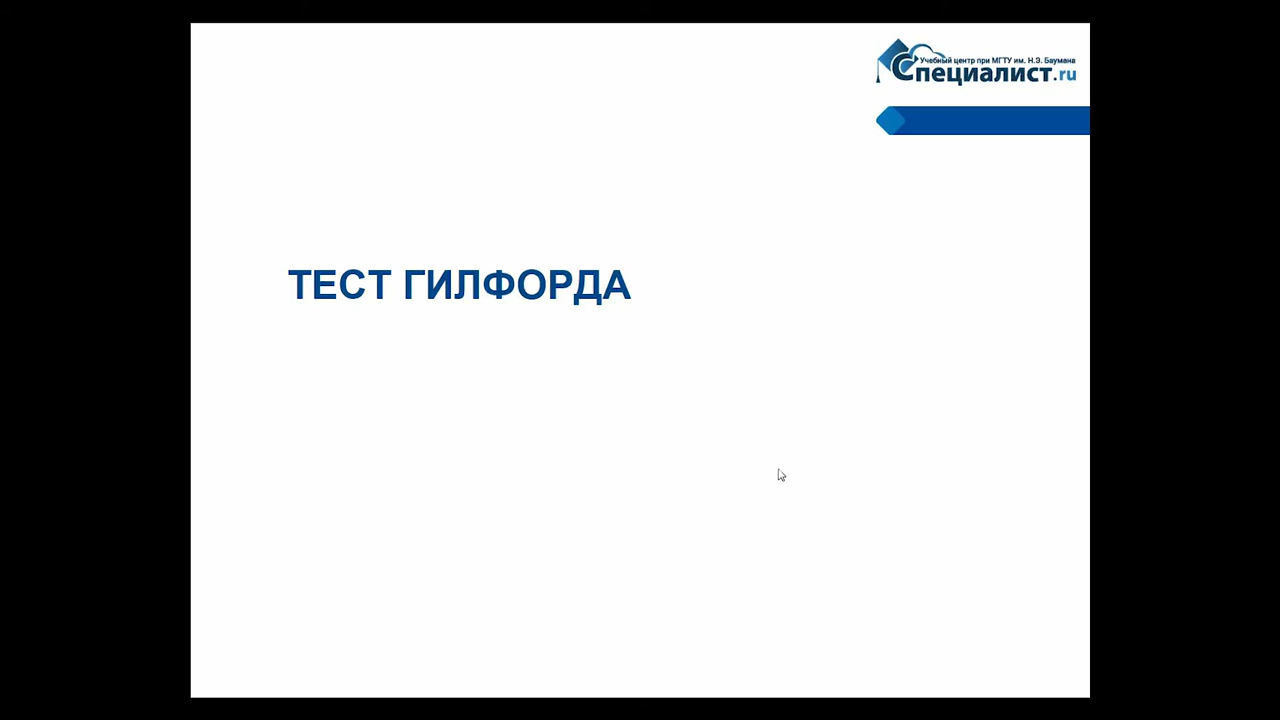 Учебный центр при МГТУ им. Н.Э. Баумана
Специалист.ru
ТЕСТ ГИЛФОРДА